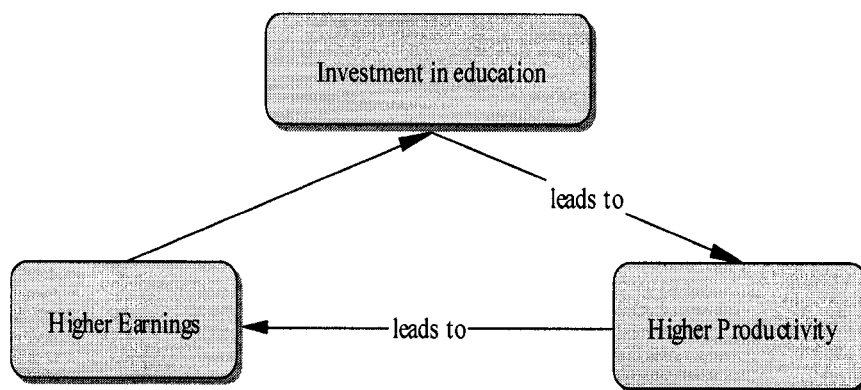 Investment in education
leads to
Higher Earnings
leads to
Higher Productivity